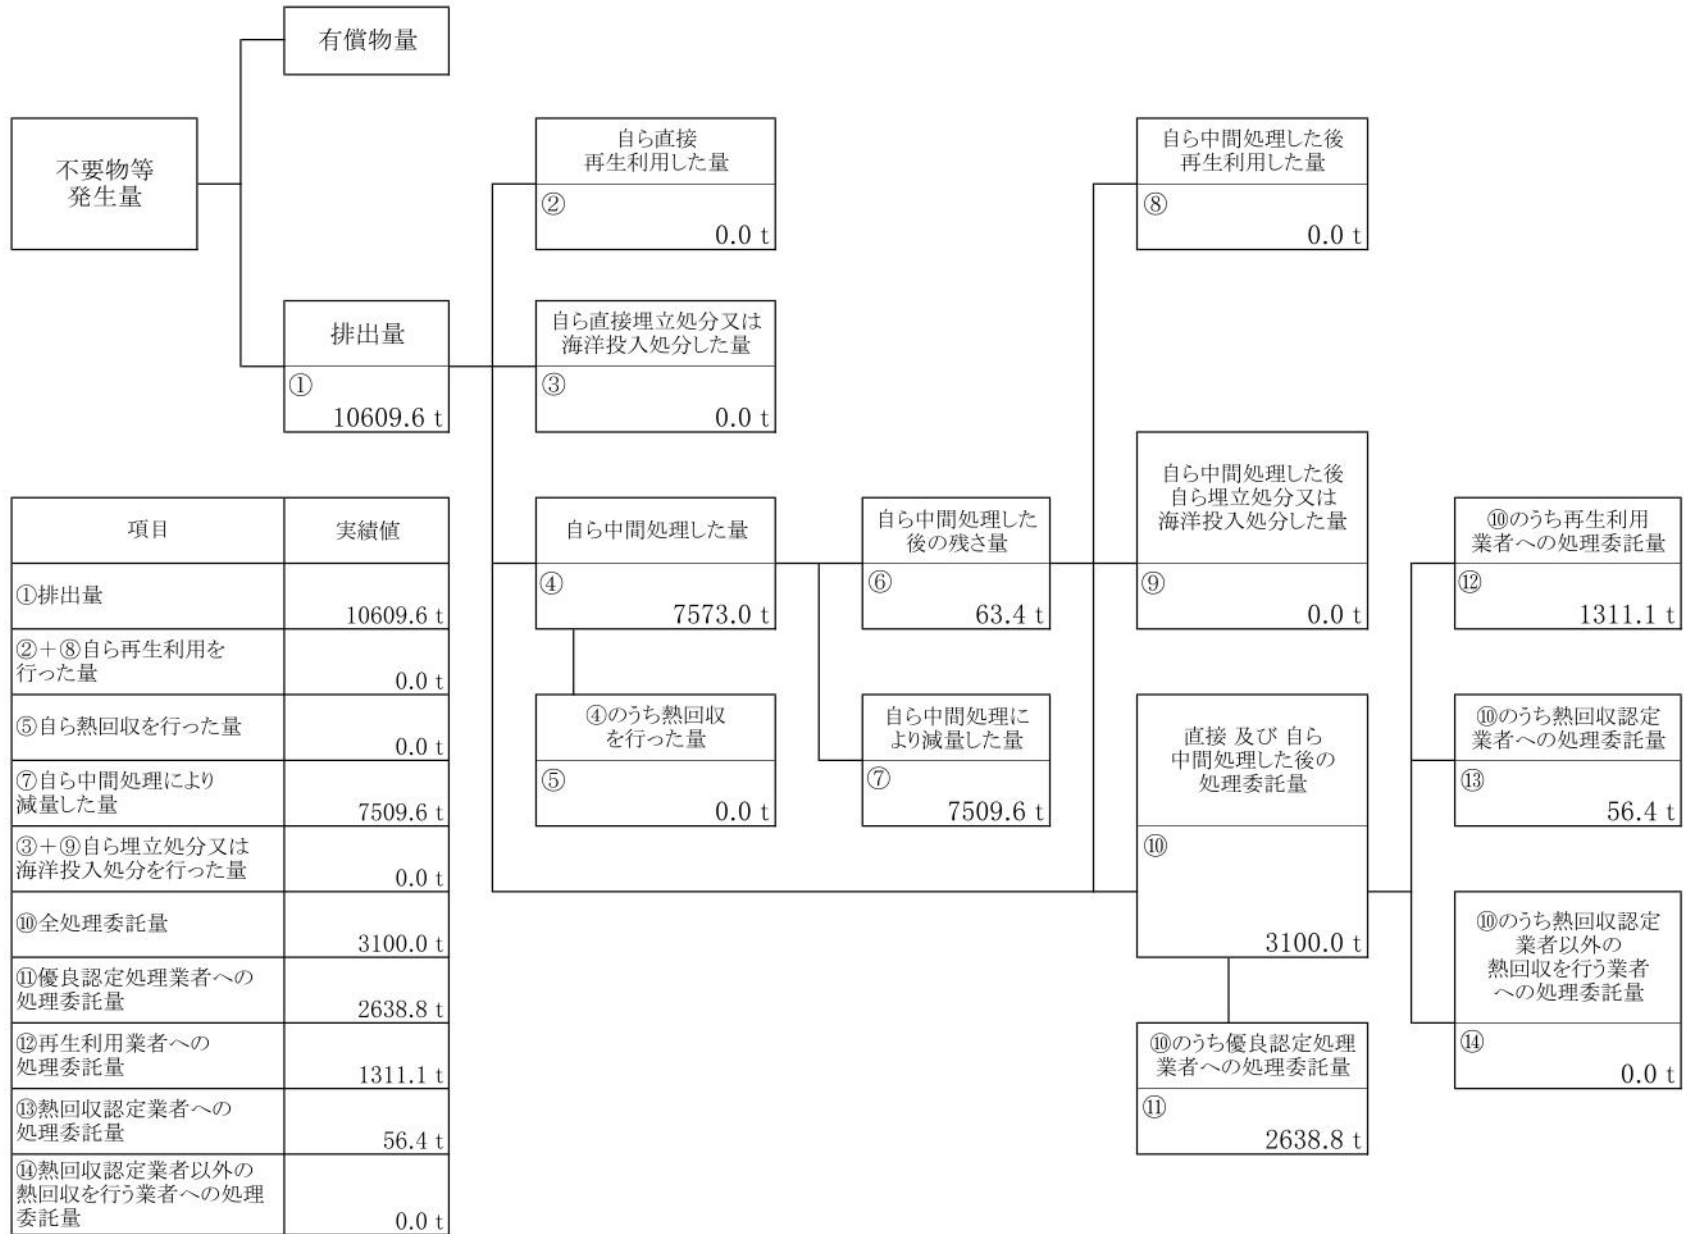 有償物量
不要物等
発生量
自ら直接
再生利用した量
②
0.0 t
自ら中間処理した後
再生利用した量
⑧
0.0 t
排出量
①
10609.6 t
自ら直接埋立処分又は
海洋投入処分した量
③
0.0 t
自ら中間処理した量
④
7573.0 t
自ら中間処理した
後の残さ量
⑥
63.4 t
自ら中間処理した後
自ら埋立処分又は
海洋投入処分した量
⑨
0.0 t
⑩のうち再生利用
業者への処理委託量
⑫
1311.1 t
④のうち熱回収
を行った量
⑤
0.0 t
自ら中間処理に
より減量した量
⑦
7509.6 t
直接 及び 自ら
中間処理した後の
処理委託量
⑩
3100.0 t
⑩のうち熱回収認定
業者への処理委託量
⑬
56.4 t
⑩のうち熱回収認定
業者以外の
熱回収を行う業者
への処理委託量
⑭
0.0 t
⑩のうち優良認定処理
業者への処理委託量
⑪
2638.8 t
項目 実績値
①排出量
10609.6 t
②＋⑧自ら再生利用を
行った量
0.0 t
⑤自ら熱回収を行った量
0.0 t
⑦自ら中間処理により
減量した量
7509.6 t
③＋⑨自ら埋立処分又は
海洋投入処分を行った量
0.0 t
⑩全処理委託量
3100.0 t
⑪優良認定処理業者への
処理委託量
2638.8 t
⑫再生利用業者への
処理委託量
1311.1 t
⑬熱回収認定業者への
処理委託量
56.4 t
⑭熱回収認定業者以外の
熱回収を行う業者への処理
委託量
0.0 t